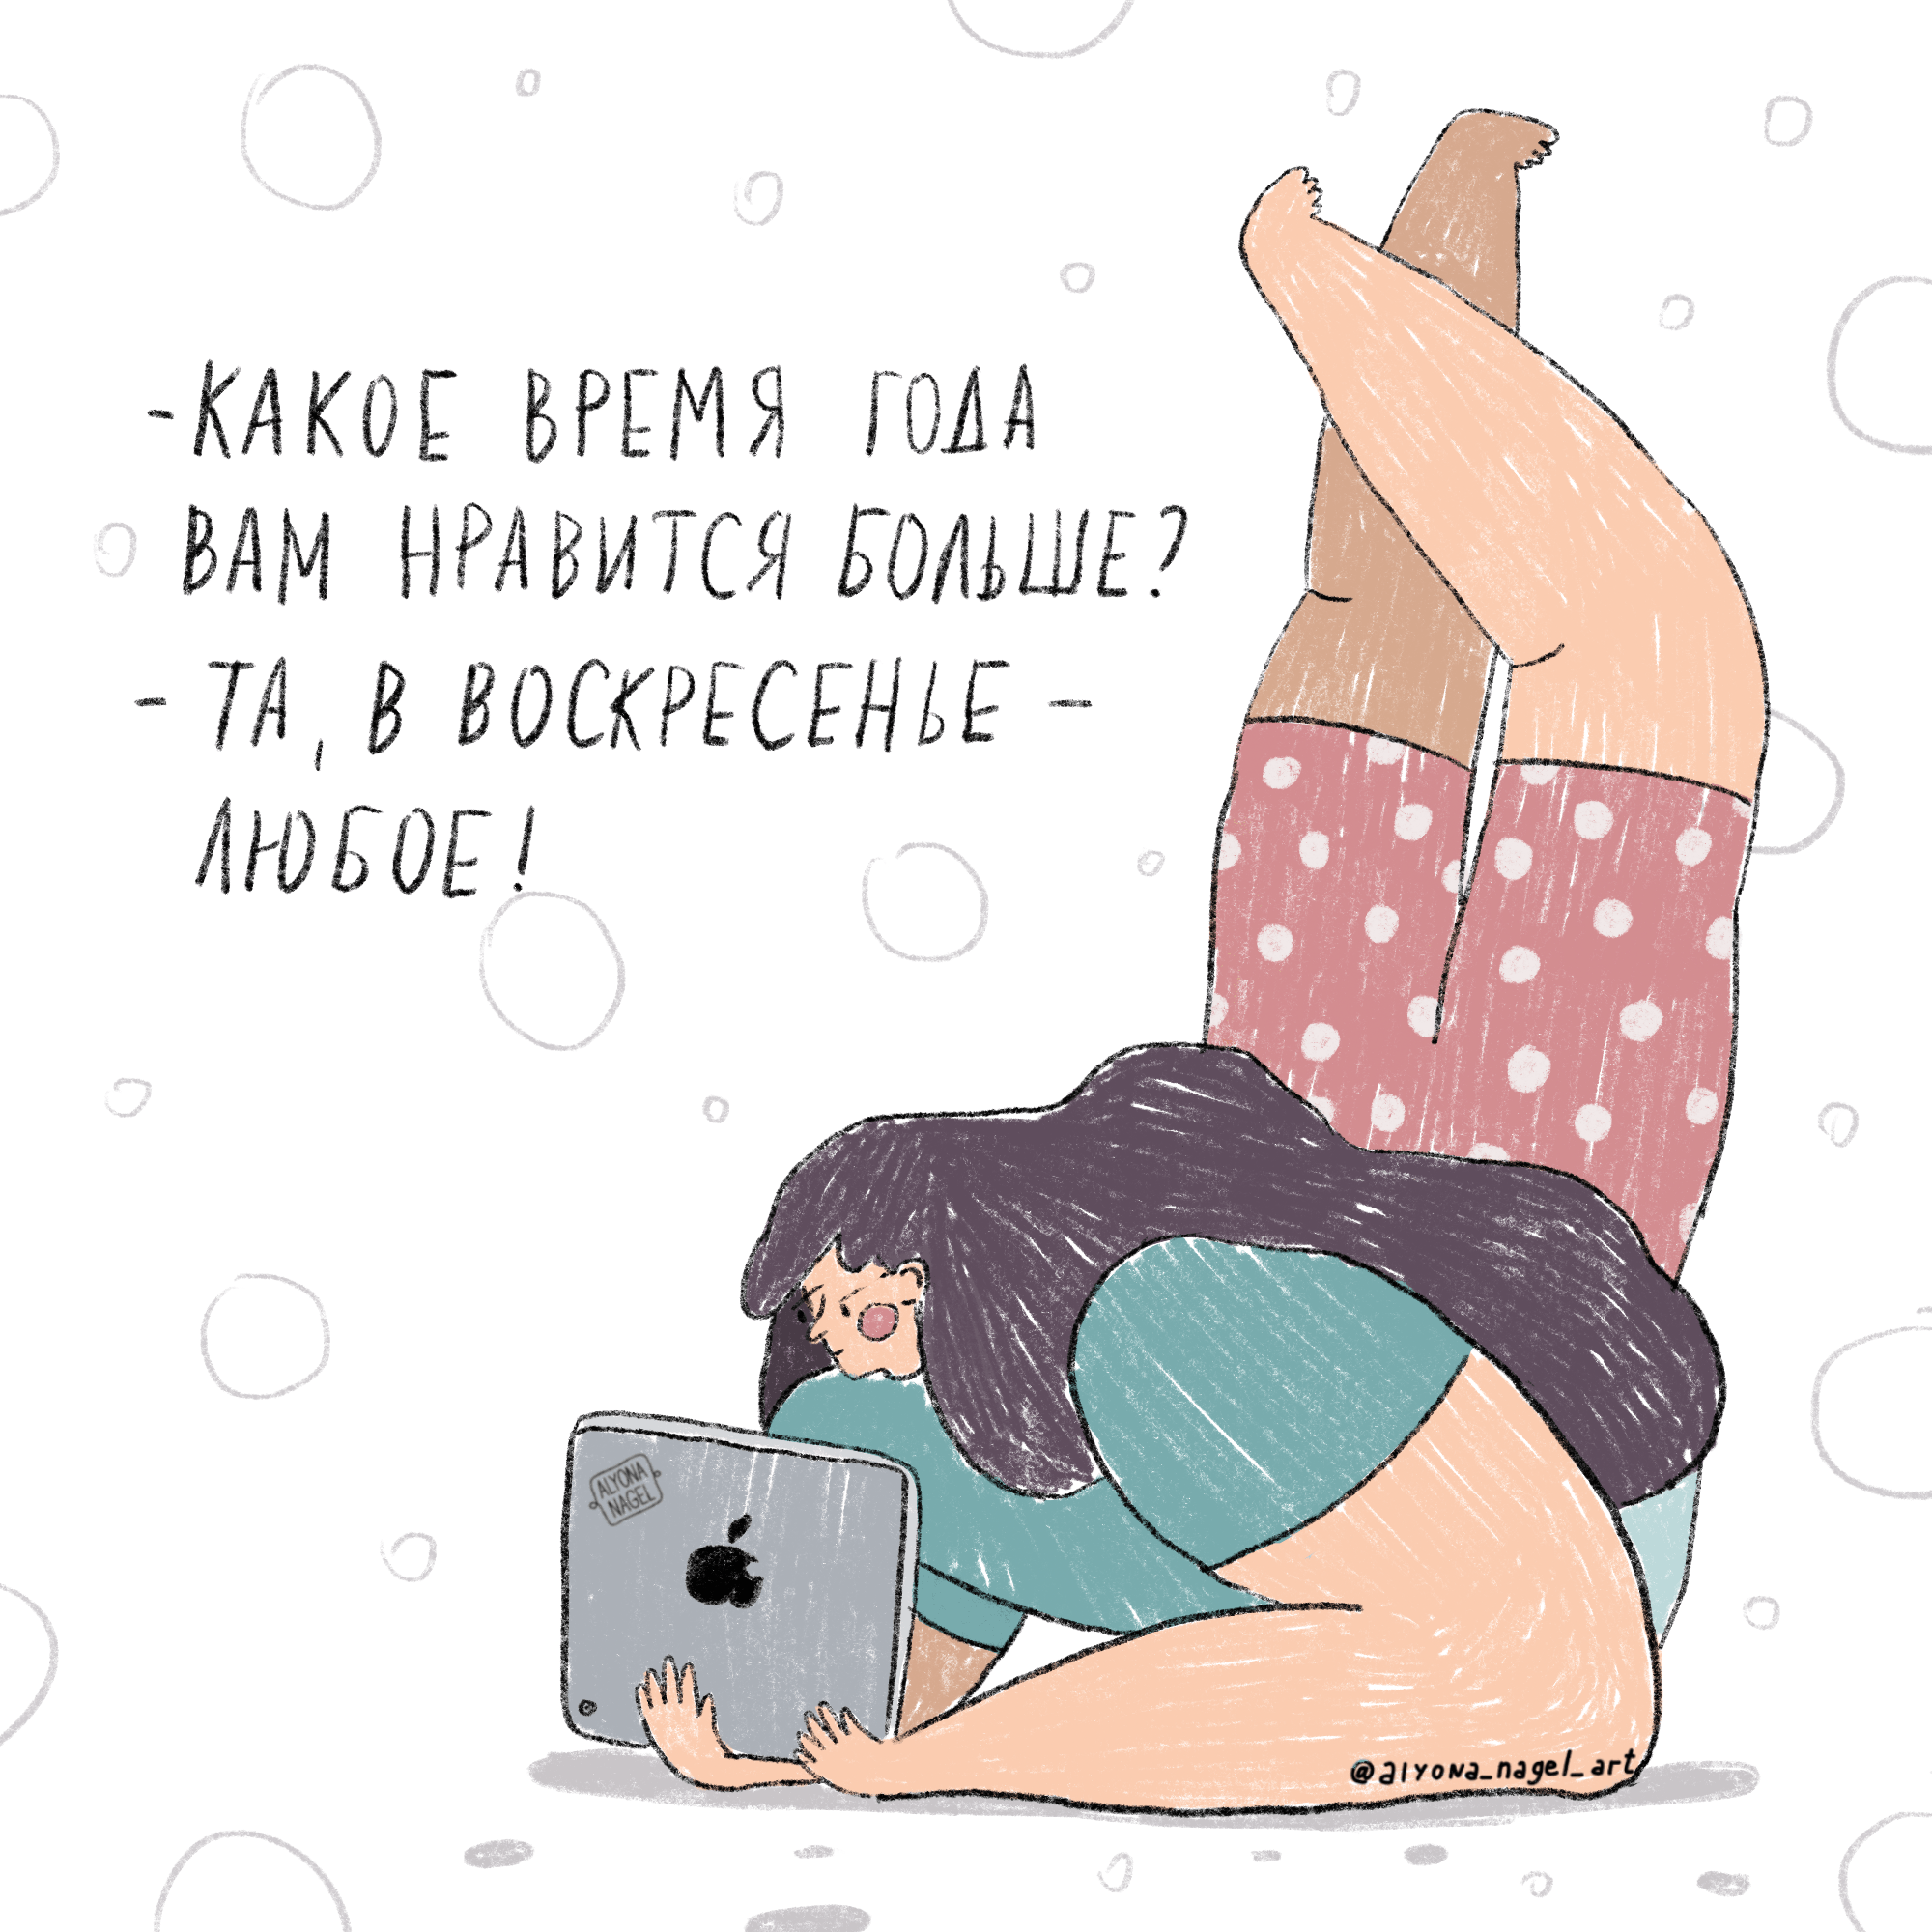 -КАКОЕ ВРЕМЯ ГОДА
ВАМ НРАВИТСЯ БОЛЬШЕ?
- ТА, В ВОСКРЕСЕНЬЕ -
ЛЮБОЕ!
ALYONA
NAGEL
@alyona_nagel_art